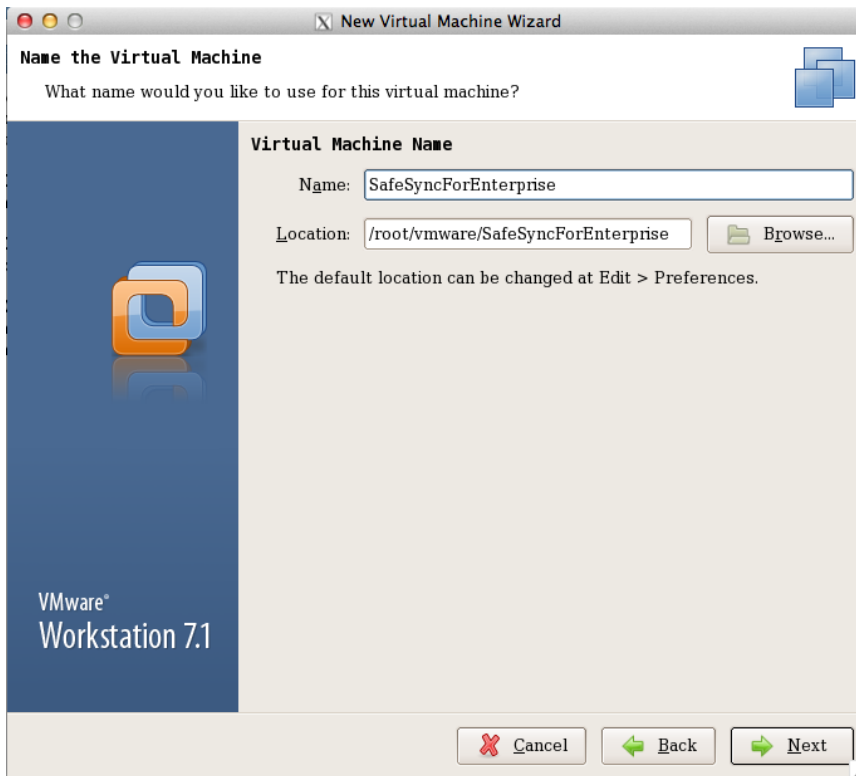 New Virtual Machine Wizard
Name the Virtual Machine
What name would you like to use for this virtual machine?
Virtual Machine Name
Name: SafeSyncForEnterprise
Location: /root/vmware/SafeSyncForEnterprise Browse...
The default location can be changed at Edit > Preferences.
VMware®
Workstation 7.1
Cancel Back Next